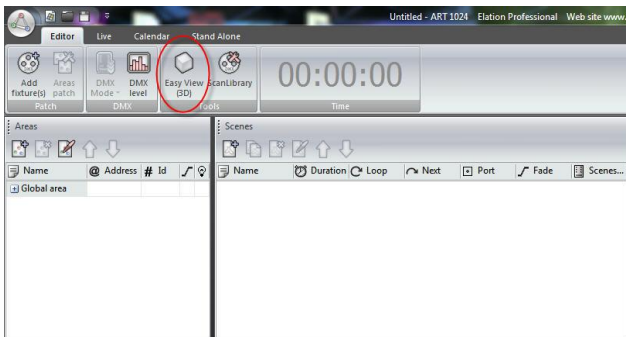 Untitled - ART 1024 Elation Professional Web site www.
Editor Live Calendar Stand Alone
Add fixture(s)
Areas patch
DMX Mode
DMX level
Easy View (3D)
ScanLibrary
00:00:00
Patch DMX Tools Time
Areas
Scenes
Name @ Address # Id
Name Duration Loop Next Port Fade Scenes...
Global area